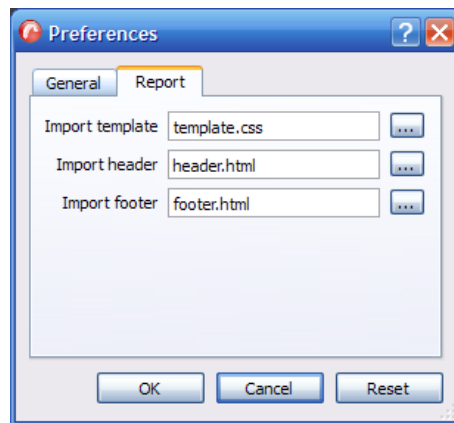 Preferences
?
General Report
Import template template.css ...
Import header header.html ...
Import footer footer.html ...
OK Cancel Reset